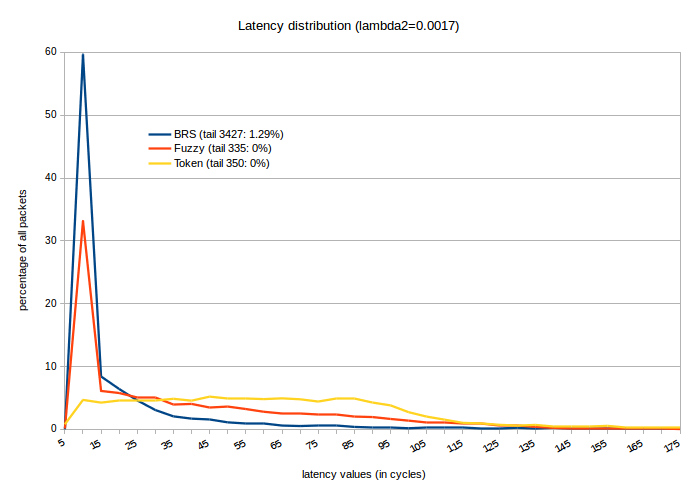 Latency distribution (lambda2=0.0017)
60
50
40
30
20
10
0
percentage of all packets
BRS (tail 3427: 1.29%)
Fuzzy (tail 335: 0%)
Token (tail 350: 0%)
5 15 25 35 45 55 65 75 85 95 105 115 125 135 145 155 165 175
latency values (in cycles)